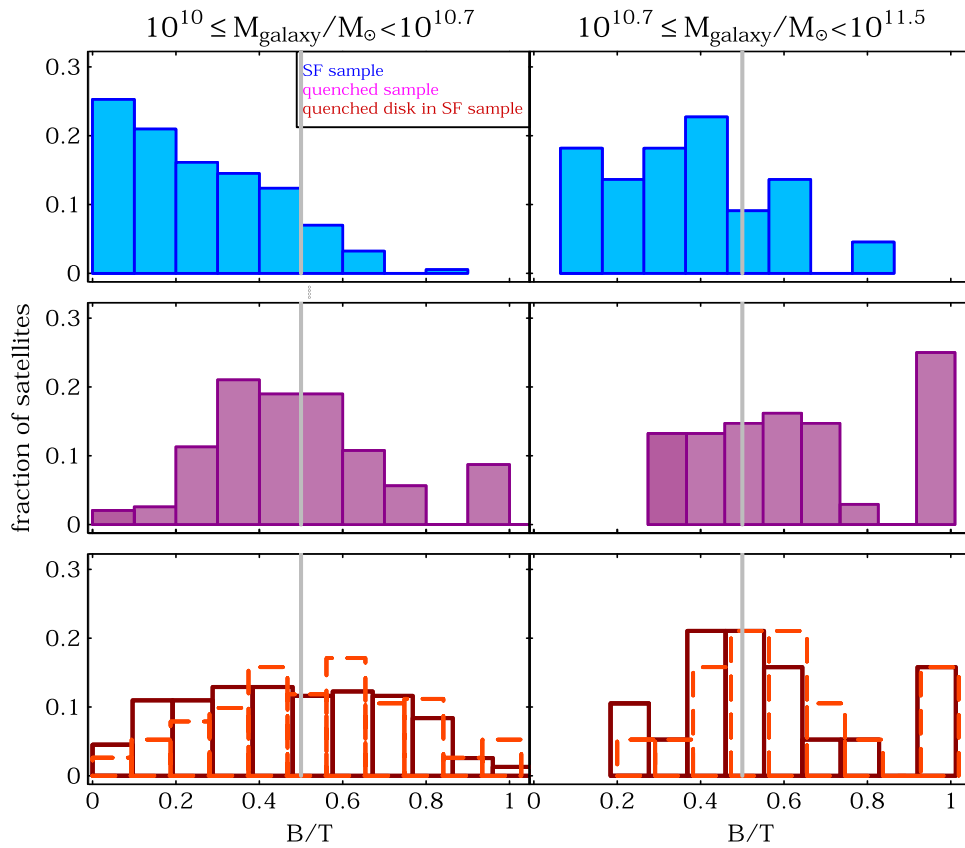 10^10 ≤ M_galaxy/M_⊙ < 10^10.7
10^10.7 ≤ M_galaxy/M_⊙ < 10^11.5
SF sample
quenched sample
quenched disk in SF sample
0.3
0.2
0.1
0
fraction of satellites
0.3
0.2
0.1
0
0.3
0.2
0.1
0
0 0.2 0.4 0.6 0.8 1 0 0.2 0.4 0.6 0.8 1
B/T B/T